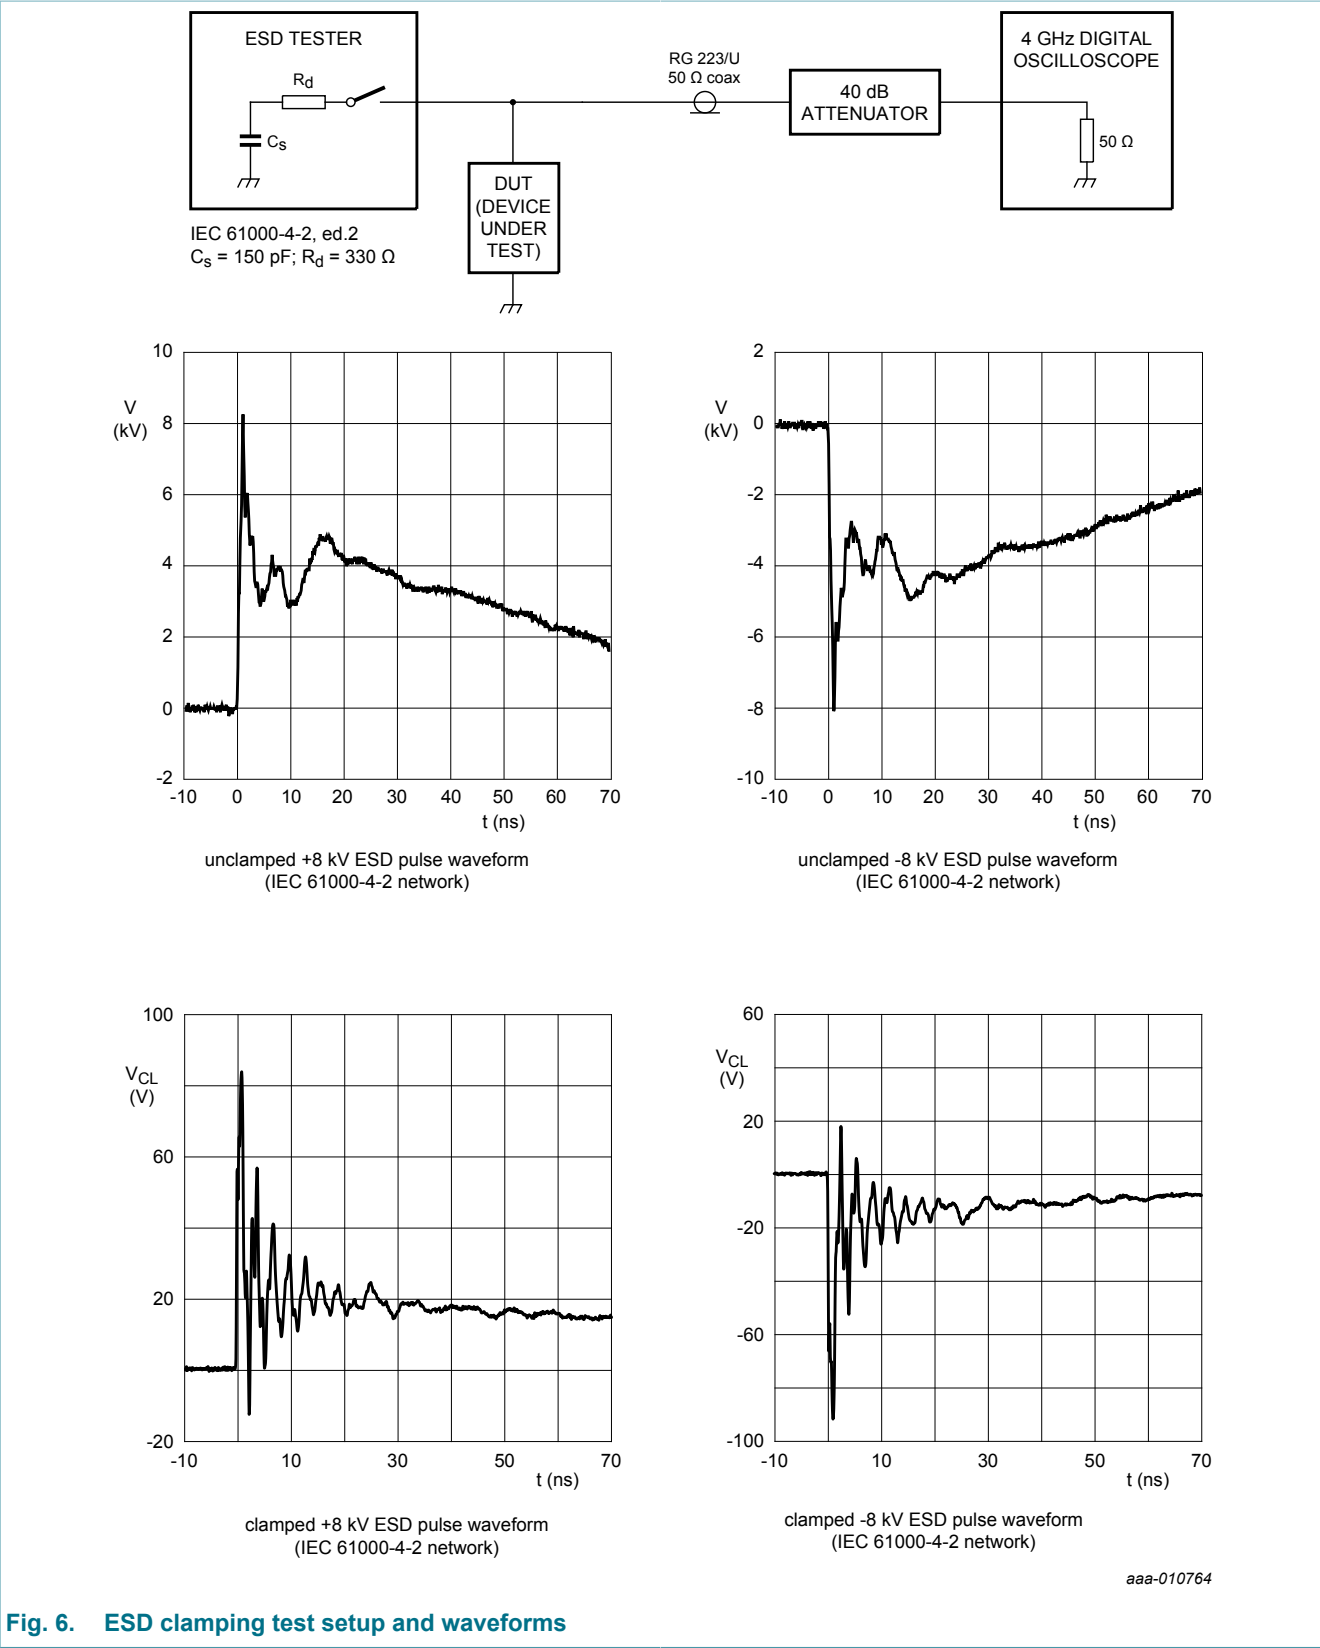 ESD TESTER
Rd
Cs
IEC 61000-4-2, ed.2
Cs = 150 pF; Rd = 330 Ω
DUT
(DEVICE
UNDER
TEST)
RG 223/U
50 Ω coax
40 dB
ATTENUATOR
4 GHz DIGITAL
OSCILLOSCOPE
50 Ω
V
(kV)
10
8
6
4
2
0
-2
-10
0
10
20
30
40
50
60
70
t (ns)
unclamped +8 kV ESD pulse waveform
(IEC 61000-4-2 network)
V
(kV)
2
0
-2
-4
-6
-8
-10
-10
0
10
20
30
40
50
60
70
t (ns)
unclamped -8 kV ESD pulse waveform
(IEC 61000-4-2 network)
VCL
(V)
100
60
20
-20
-10
10
30
50
70
t (ns)
clamped +8 kV ESD pulse waveform
(IEC 61000-4-2 network)
VCL
(V)
60
20
-20
-60
-100
-10
10
30
50
70
t (ns)
clamped -8 kV ESD pulse waveform
(IEC 61000-4-2 network)
aaa-010764
Fig. 6. ESD clamping test setup and waveforms